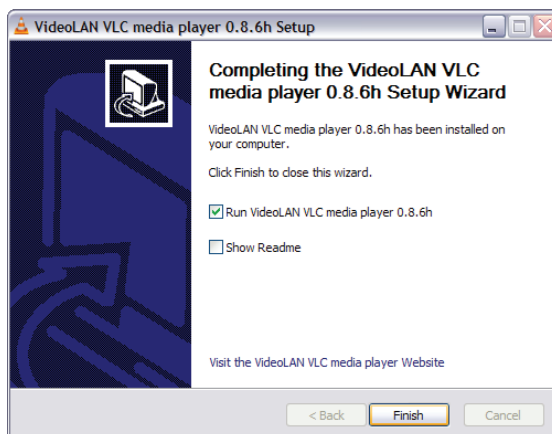 VideoLAN VLC media player 0.8.6h Setup
Completing the VideoLAN VLC
media player 0.8.6h Setup Wizard
VideoLAN VLC media player 0.8.6h has been installed on
your computer.
Click Finish to close this wizard.
Run VideoLAN VLC media player 0.8.6h
Show Readme
Visit the VideoLAN VLC media player Website
< Back
Finish
Cancel